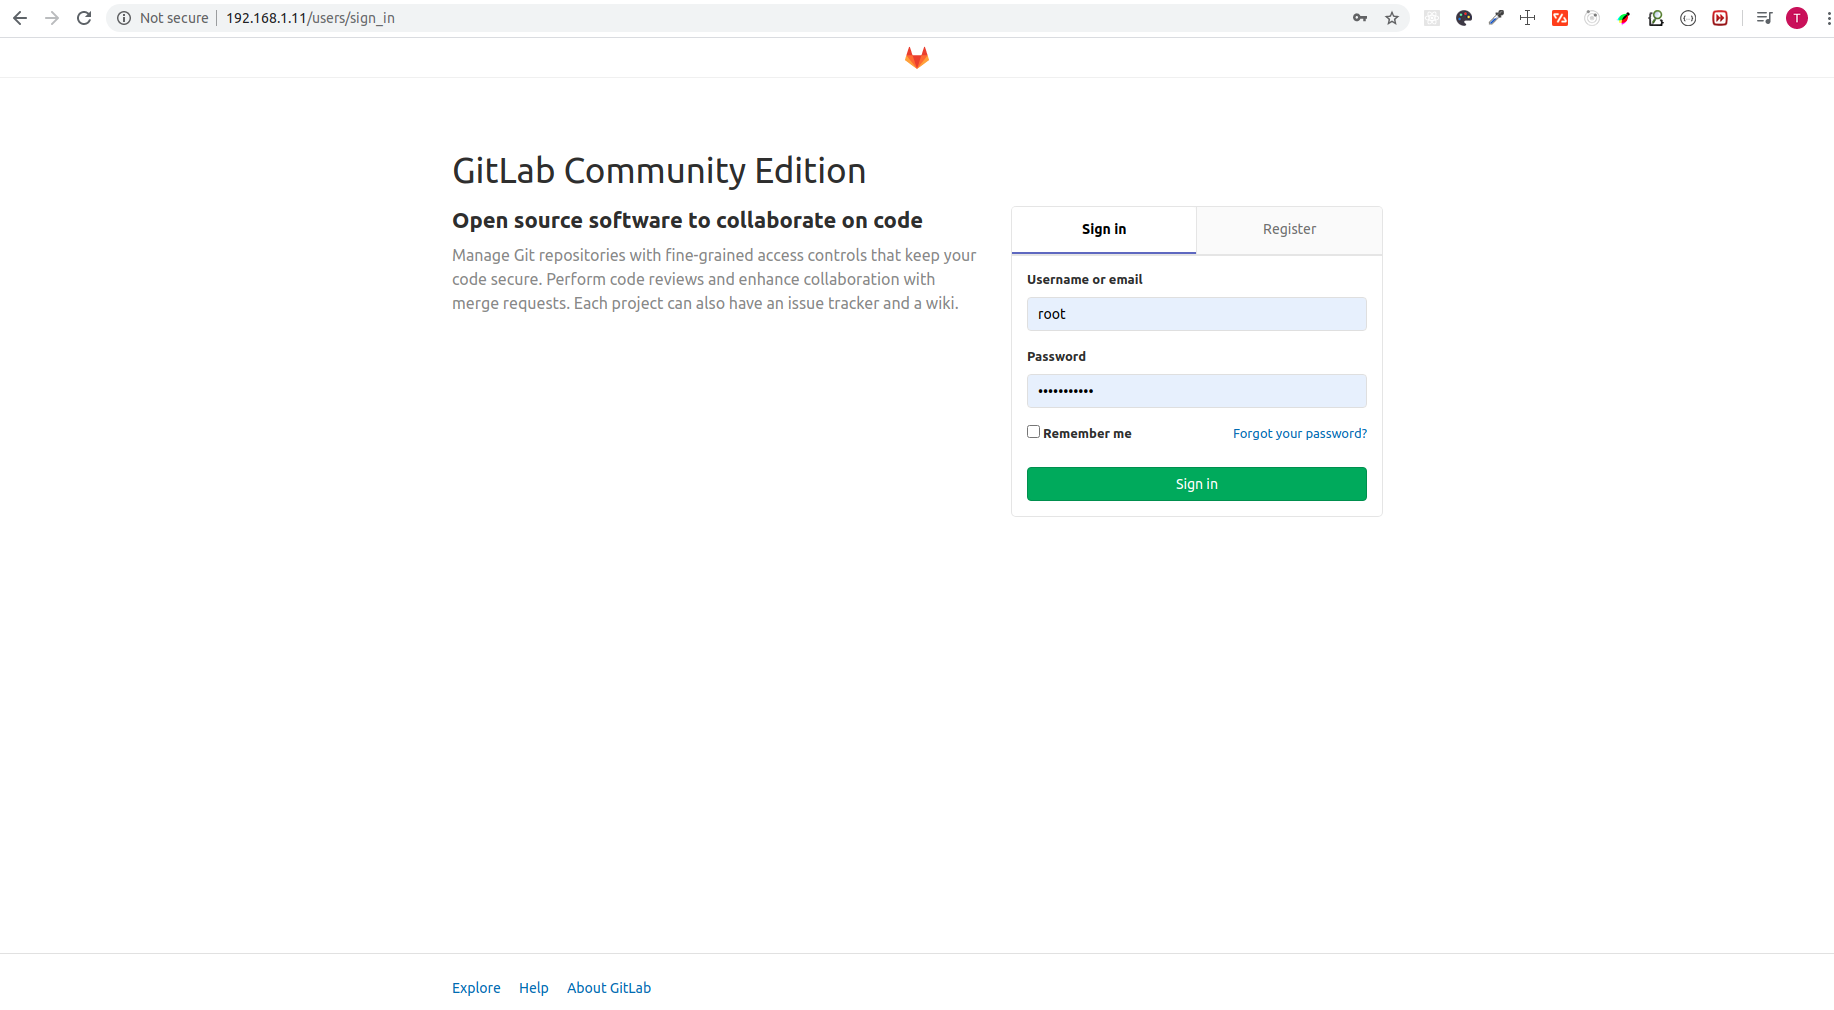 Not secure
192.168.1.11/users/sign_in
T
GitLab Community Edition
Open source software to collaborate on code
Manage Git repositories with fine-grained access controls that keep your
code secure. Perform code reviews and enhance collaboration with
merge requests. Each project can also have an issue tracker and a wiki.
Sign in
Register
Username or email
root
Password
•••••••••••
Remember me
Forgot your password?
Sign in
Explore
Help
About GitLab